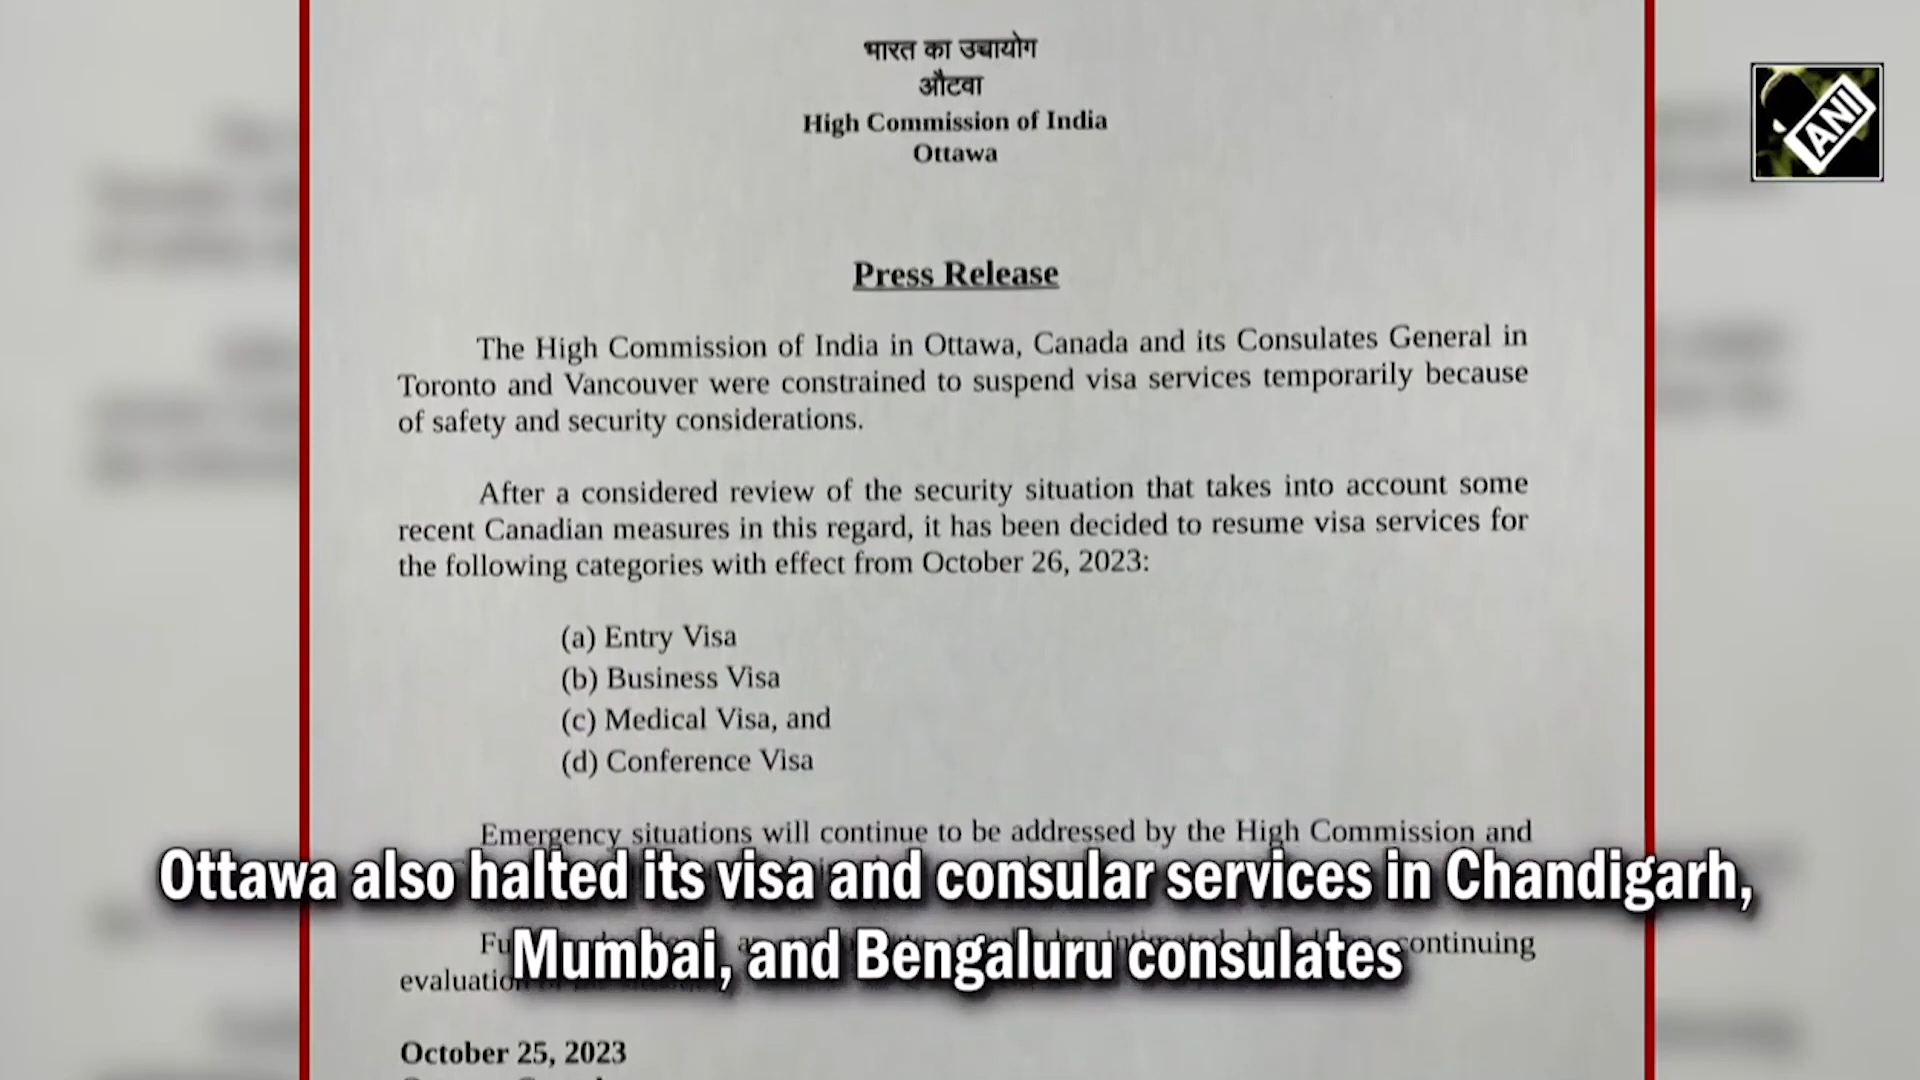 भारत का उच्चायोग
औटवा
High Commission of India
Ottawa
ANI
Press Release
The High Commission of India in Ottawa, Canada and its Consulates General in
Toronto and Vancouver were constrained to suspend visa services temporarily because
of safety and security considerations.
After a considered review of the security situation that takes into account some
recent Canadian measures in this regard, it has been decided to resume visa services for
the following categories with effect from October 26, 2023:
(a) Entry Visa
(b) Business Visa
(c) Medical Visa, and
(d) Conference Visa
Emergency situations will continue to be addressed by the High Commission and
Ottawa also halted its visa and consular services in Chandigarh,
Mumbai, and Bengaluru consulates
continuing
October 25, 2023